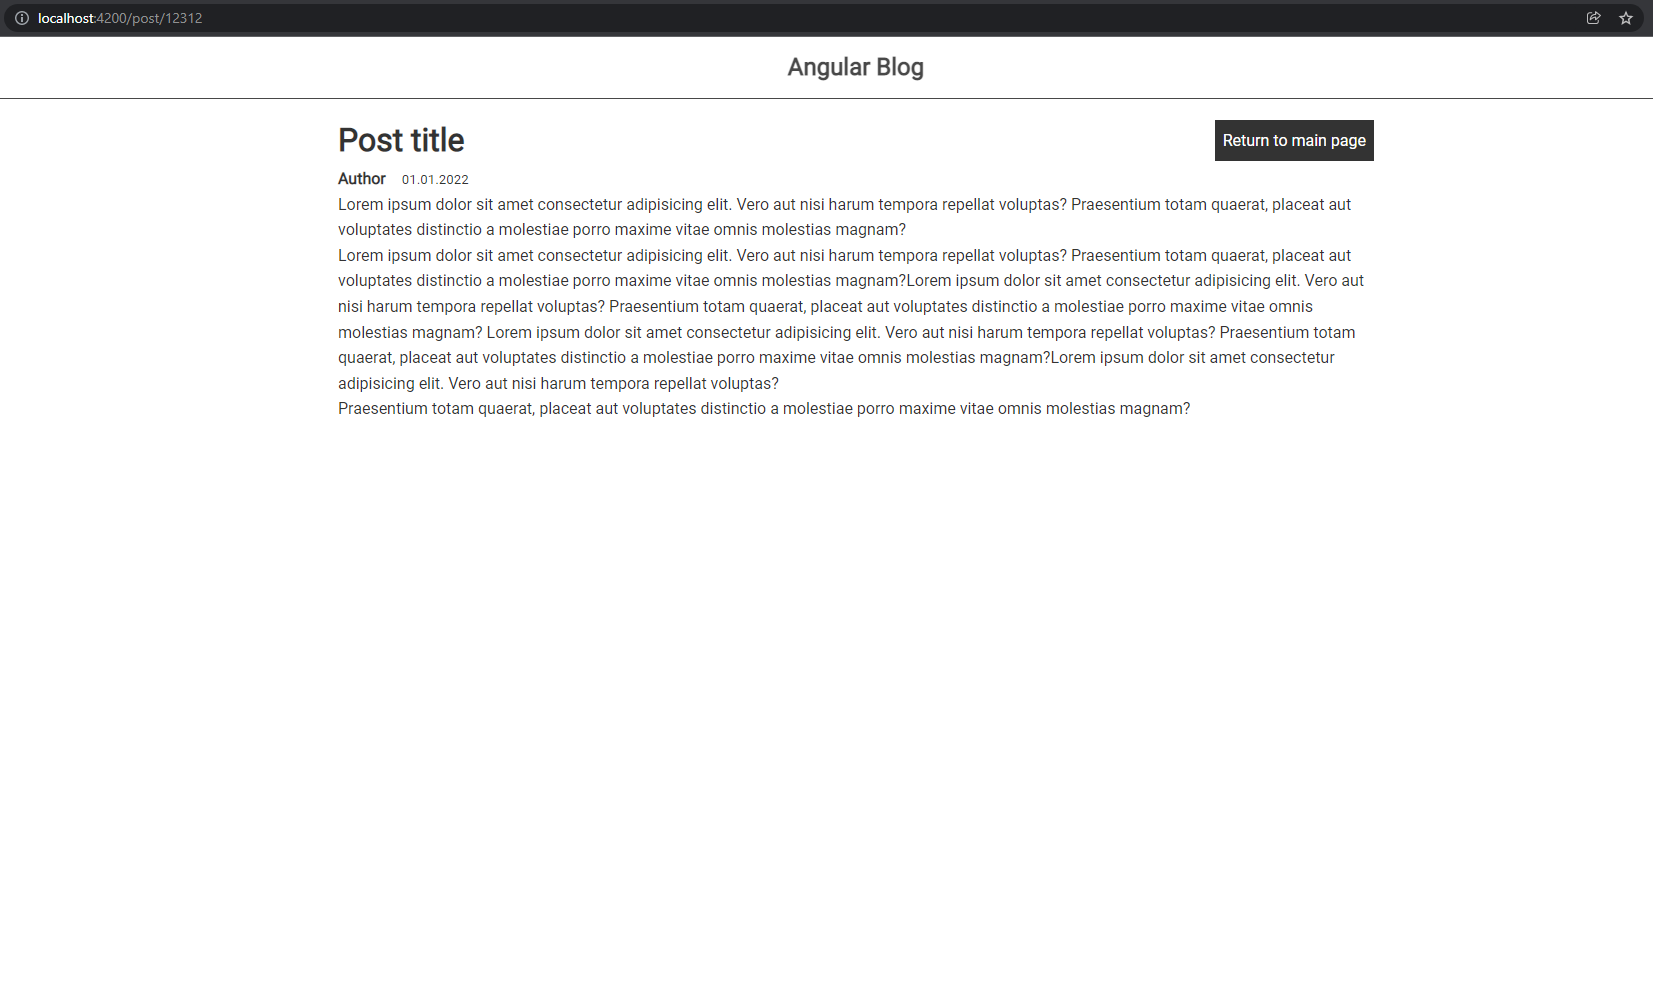 localhost:4200/post/12312
Angular Blog
Post title
Return to main page
Author 01.01.2022
Lorem ipsum dolor sit amet consectetur adipisicing elit. Vero aut nisi harum tempora repellat voluptas? Praesentium totam quaerat, placeat aut
voluptates distinctio a molestiae porro maxime vitae omnis molestias magnam?
Lorem ipsum dolor sit amet consectetur adipisicing elit. Vero aut nisi harum tempora repellat voluptas? Praesentium totam quaerat, placeat aut
voluptates distinctio a molestiae porro maxime vitae omnis molestias magnam?Lorem ipsum dolor sit amet consectetur adipisicing elit. Vero aut
nisi harum tempora repellat voluptas? Praesentium totam quaerat, placeat aut voluptates distinctio a molestiae porro maxime vitae omnis
molestias magnam? Lorem ipsum dolor sit amet consectetur adipisicing elit. Vero aut nisi harum tempora repellat voluptas? Praesentium totam
quaerat, placeat aut voluptates distinctio a molestiae porro maxime vitae omnis molestias magnam?Lorem ipsum dolor sit amet consectetur
adipisicing elit. Vero aut nisi harum tempora repellat voluptas?
Praesentium totam quaerat, placeat aut voluptates distinctio a molestiae porro maxime vitae omnis molestias magnam?